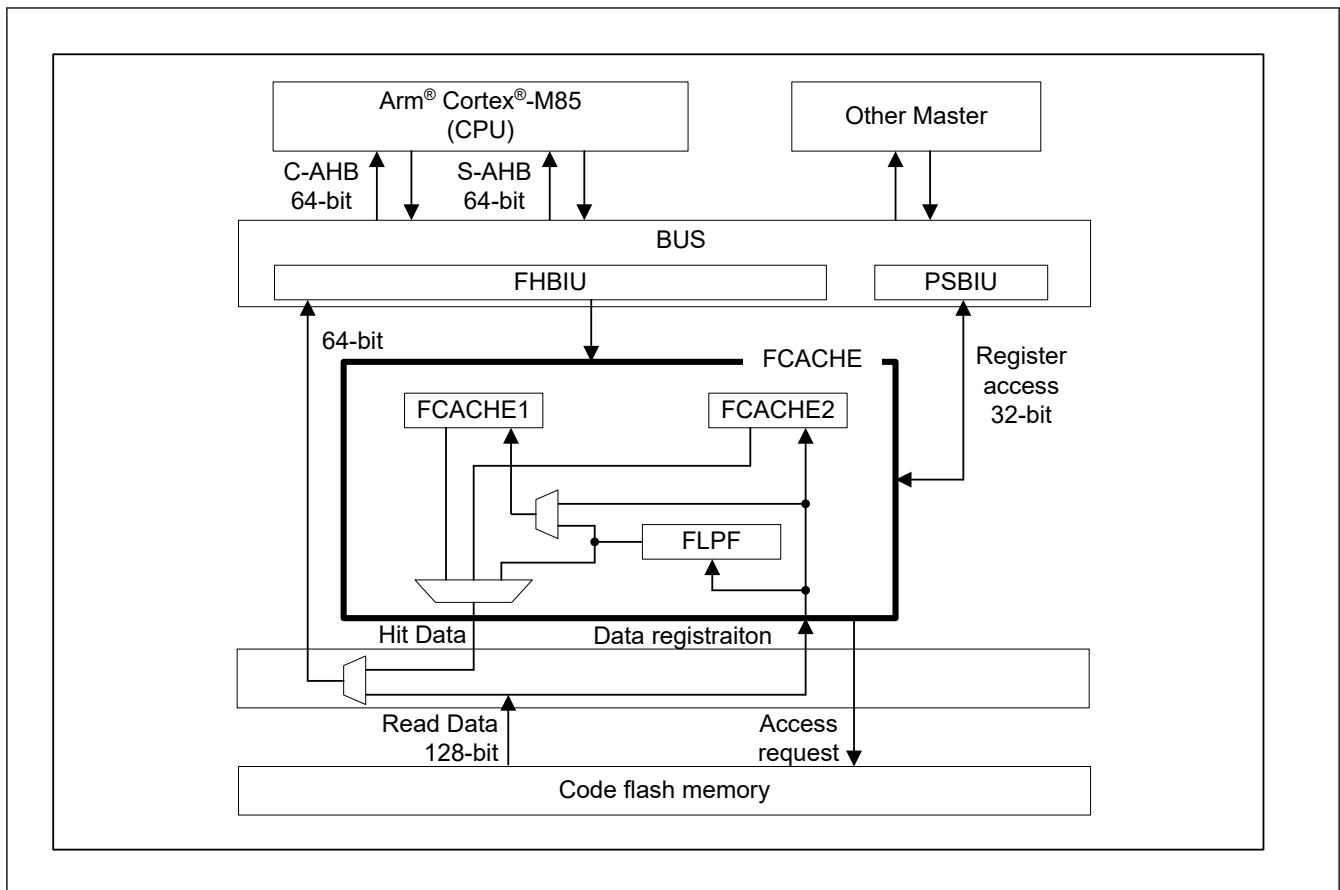 Arm® Cortex®-M85
(CPU)
Other Master
C-AHB
64-bit
S-AHB
64-bit
BUS
FHBIU
PSBIU
64-bit
FCACHE
Register
access
32-bit
FCACHE1
FCACHE2
FLPF
Hit Data
Data registraiton
Read Data
128-bit
Access
request
Code flash memory